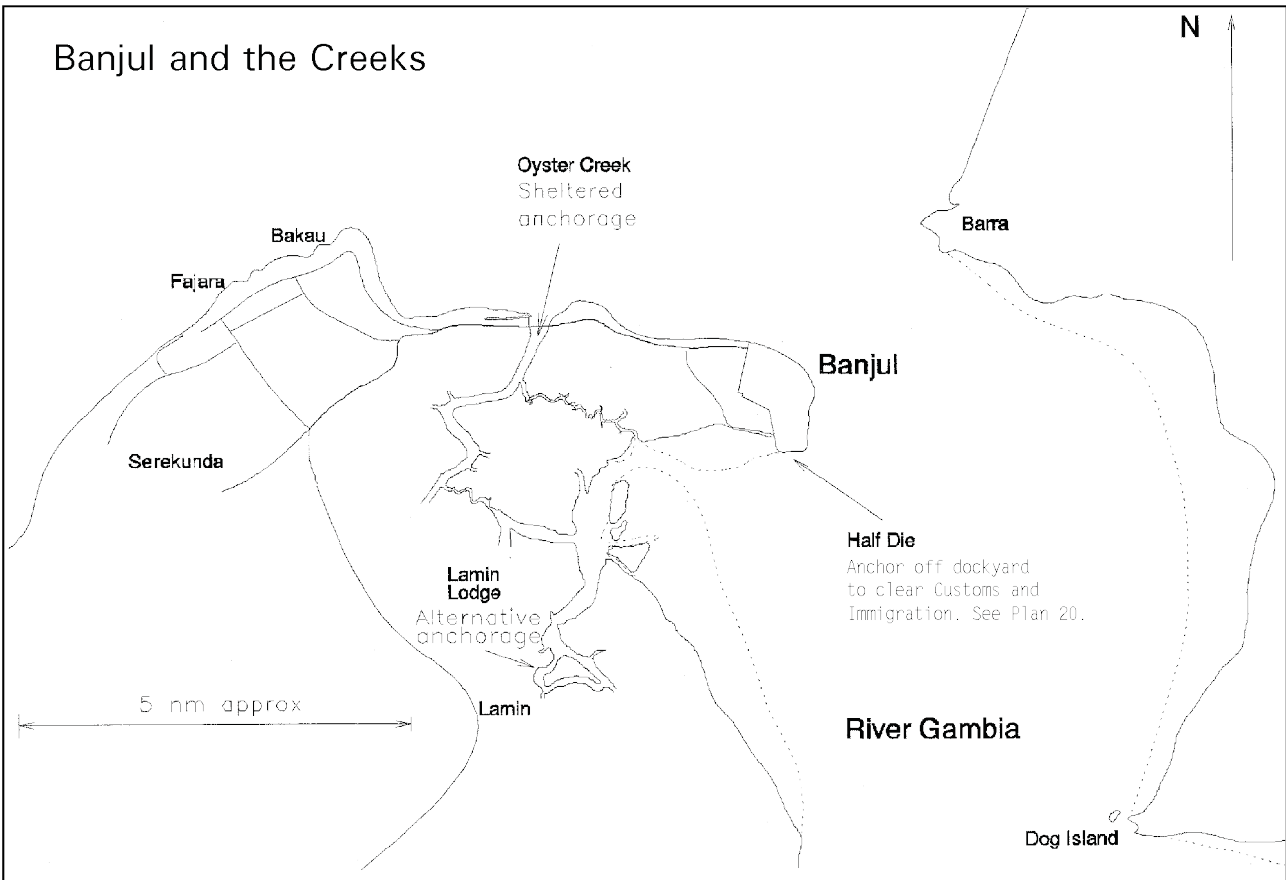 Banjul and the Creeks
N
Oyster Creek
Sheltered
anchorage
Bakau
Barra
Fajara
Banjul
Serekunda
Half Die
Anchor off dockyard
to clear Customs and
Immigration. See Plan 20.
Lamin
Lodge
Alternative
anchorage
5 nm approx
Lamin
River Gambia
Dog Island